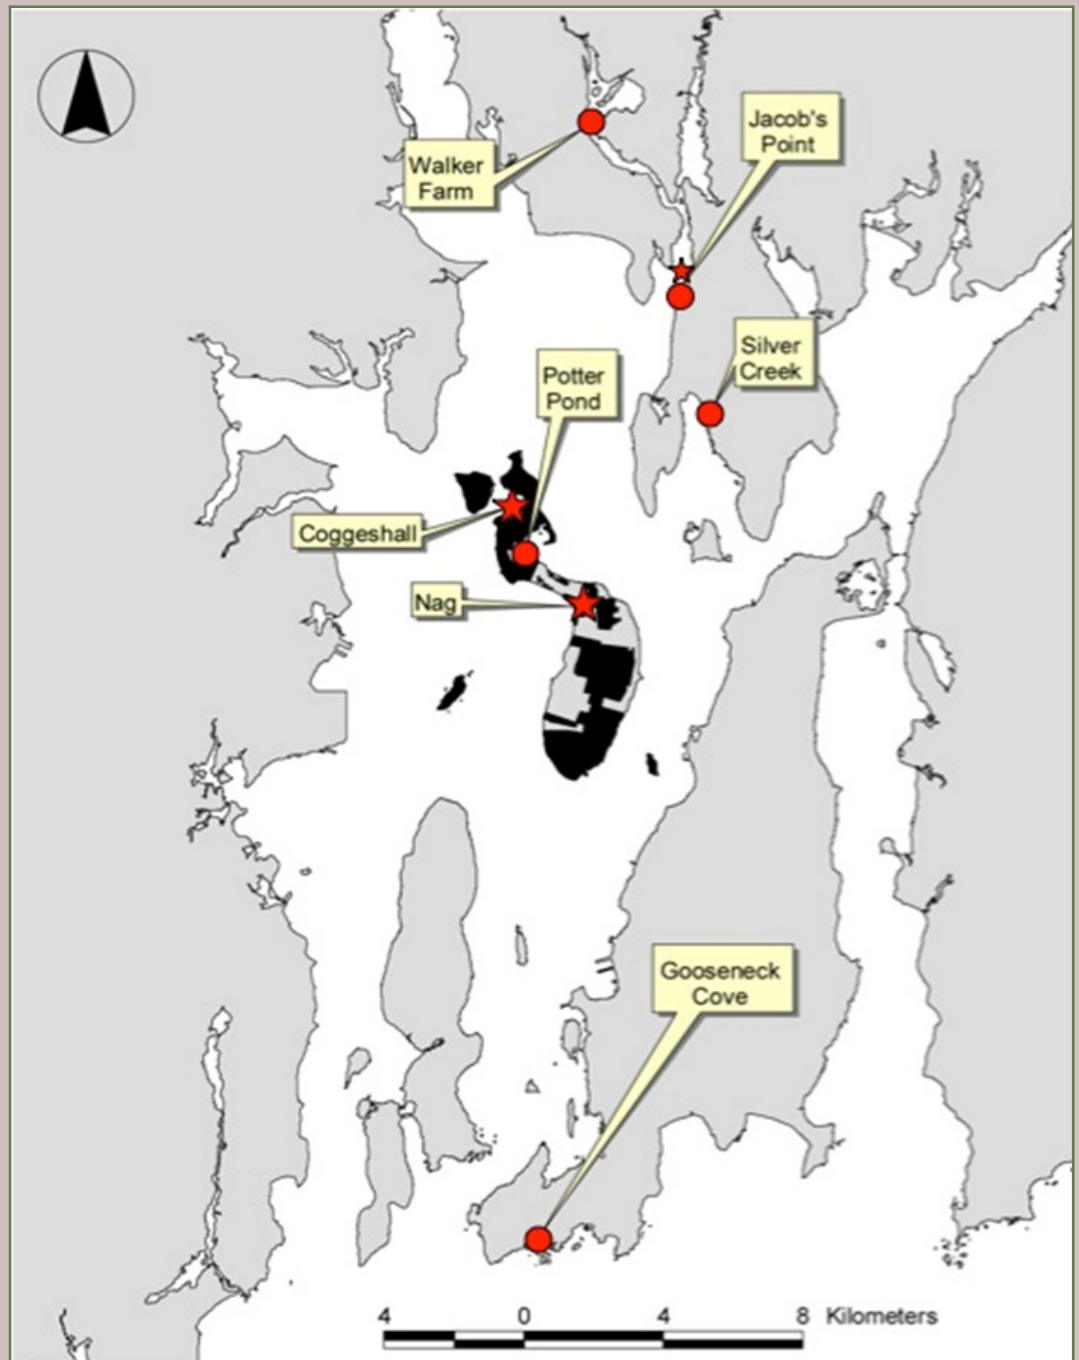 Jacob's
Point
Walker
Farm
Silver
Creek
Potter
Pond
Coggeshall
Nag
Gooseneck
Cove
4 0 4 8 Kilometers